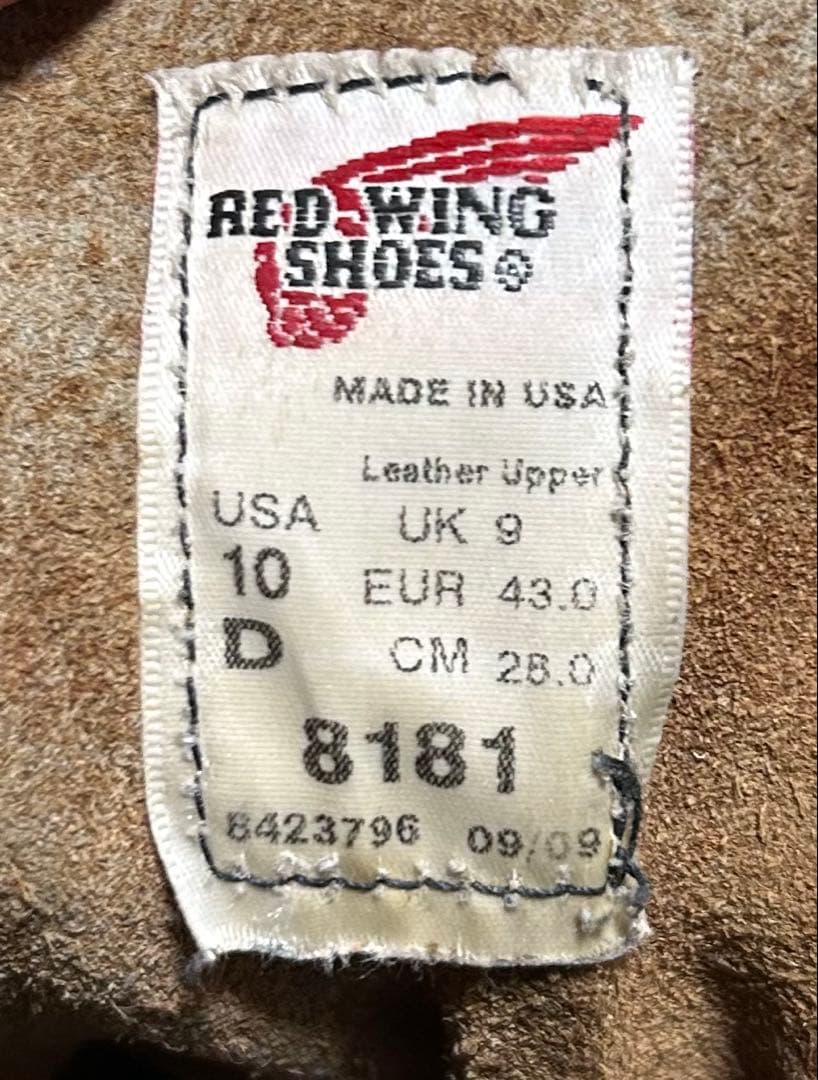 RED WING
SHOES ®
MADE IN USA
Leather Upper
USA UK 9
10 EUR 43.0
D CM 28.0
8181
8423796 09/09